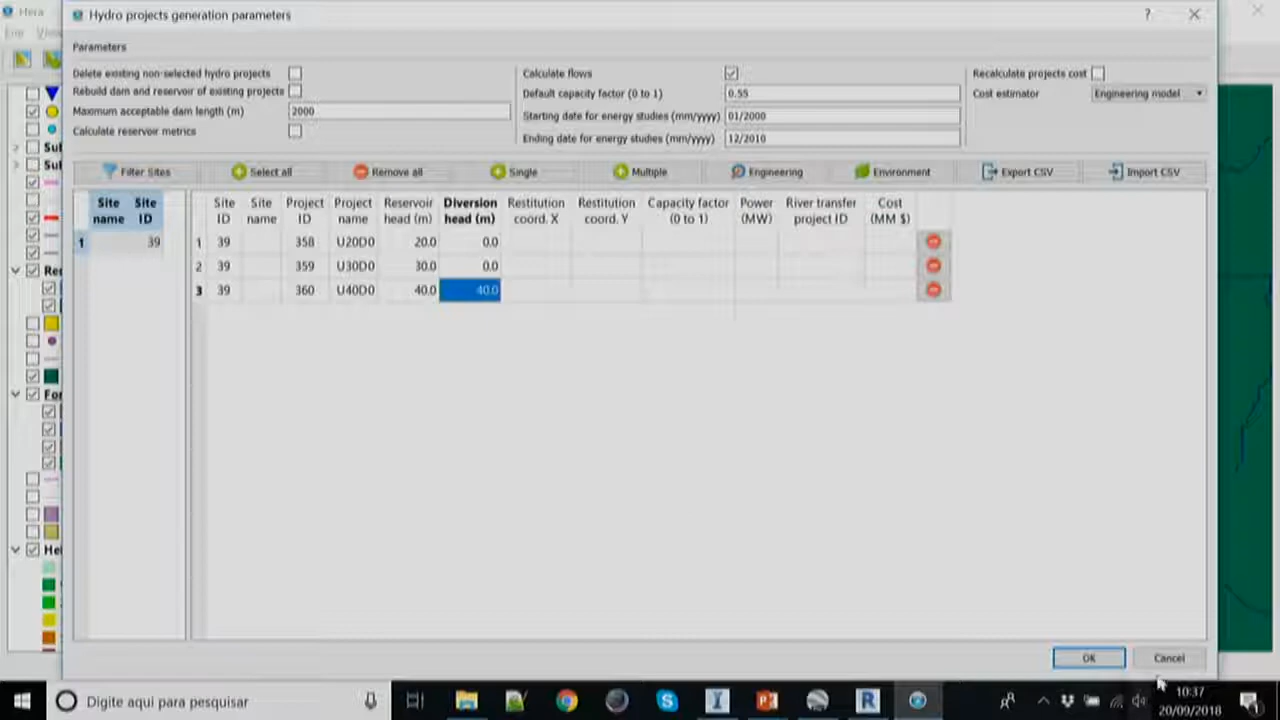 Hera
Hydro projects generation parameters
?
Parameters
Delete existing non-selected hydro projects
Rebuild dam and reservoir of existing projects
Maximum acceptable dam length (m) 2000
Calculate reservoir metrics
Calculate flows
Default capacity factor (0 to 1) 0.55
Starting date for energy studies (mm/yyyy) 01/2000
Ending date for energy studies (mm/yyyy) 12/2010
Recalculate projects cost
Cost estimator Engineering model
Filter Sites Select all Remove all Single Multiple Engineering Environment Export CSV Import CSV
Site name Site ID
1 39
Site ID Site name Project ID Project name Reservoir head (m) Diversion head (m) Restitution coord. X Restitution coord. Y Capacity factor (0 to 1) Power (MW) River transfer project ID Cost (MM $)
1 39 358 U20D0 20.0 0.0
2 39 359 U30D0 30.0 0.0
3 39 360 U40D0 40.0 40.0
Sul
Sul
Res
For
He
OK Cancel
Digite aqui para pesquisar
10:37
20/09/2018